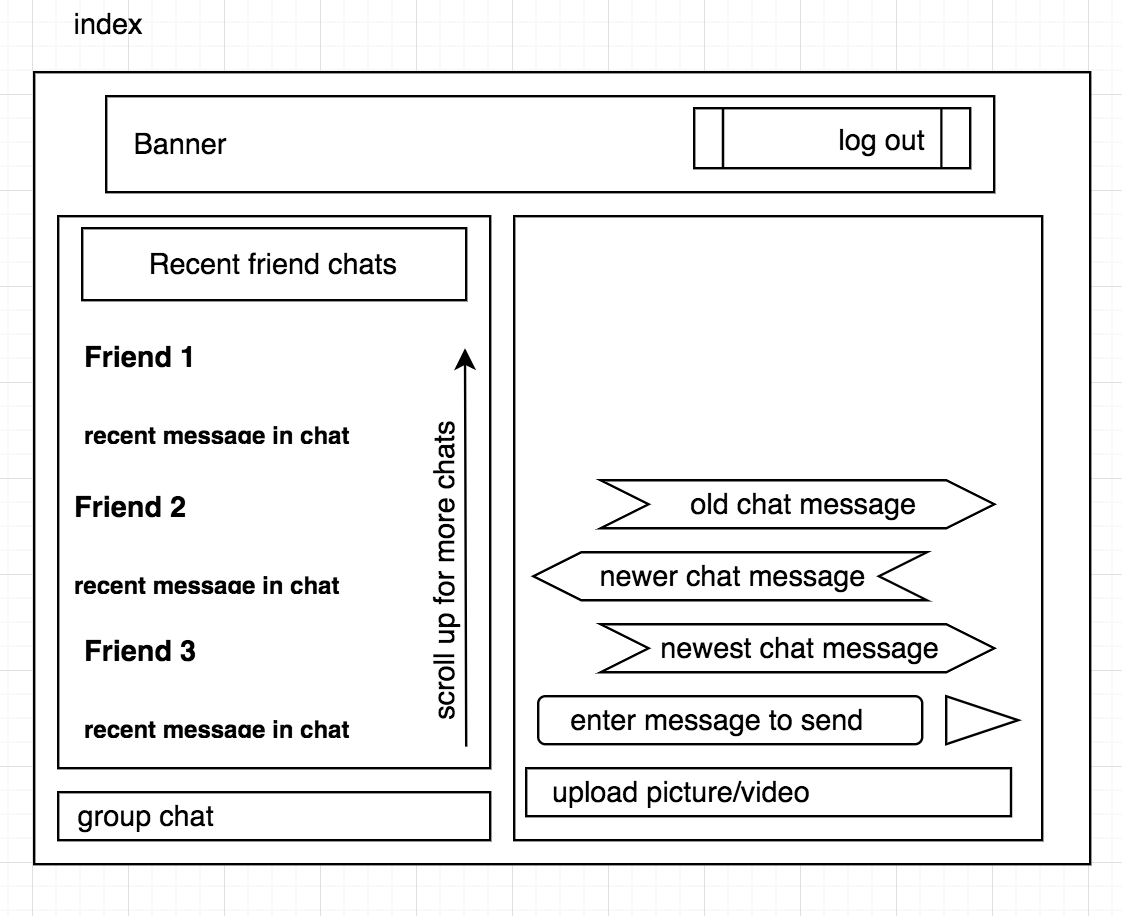 index
Banner
log out
Recent friend chats
Friend 1
recent message in chat
Friend 2
recent message in chat
Friend 3
recent message in chat
scroll up for more chats
group chat
old chat message
newer chat message
newest chat message
enter message to send
upload picture/video